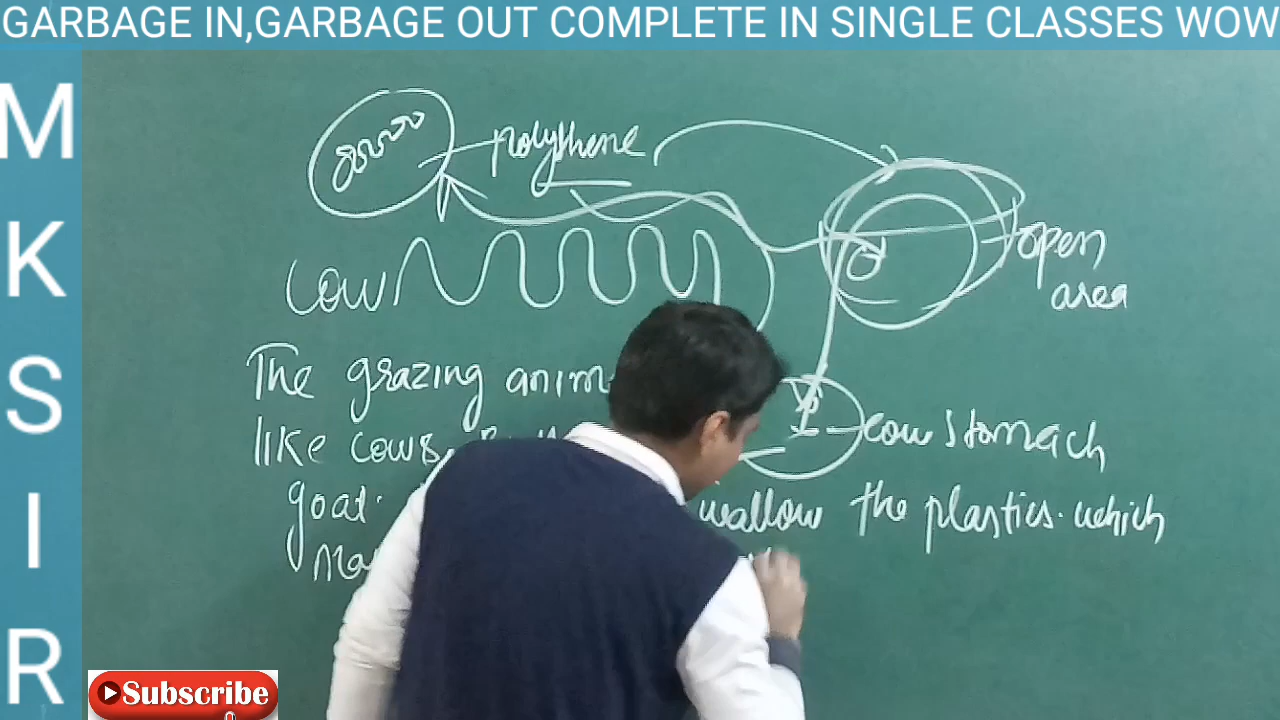 GARBAGE IN,GARBAGE OUT COMPLETE IN SINGLE CLASSES WOW
M
K
S
I
R
polythene
open
area
cow
The grazing anim
like cows.
cow stomach
goat.
wallow the plastics. which
ma
Subscribe